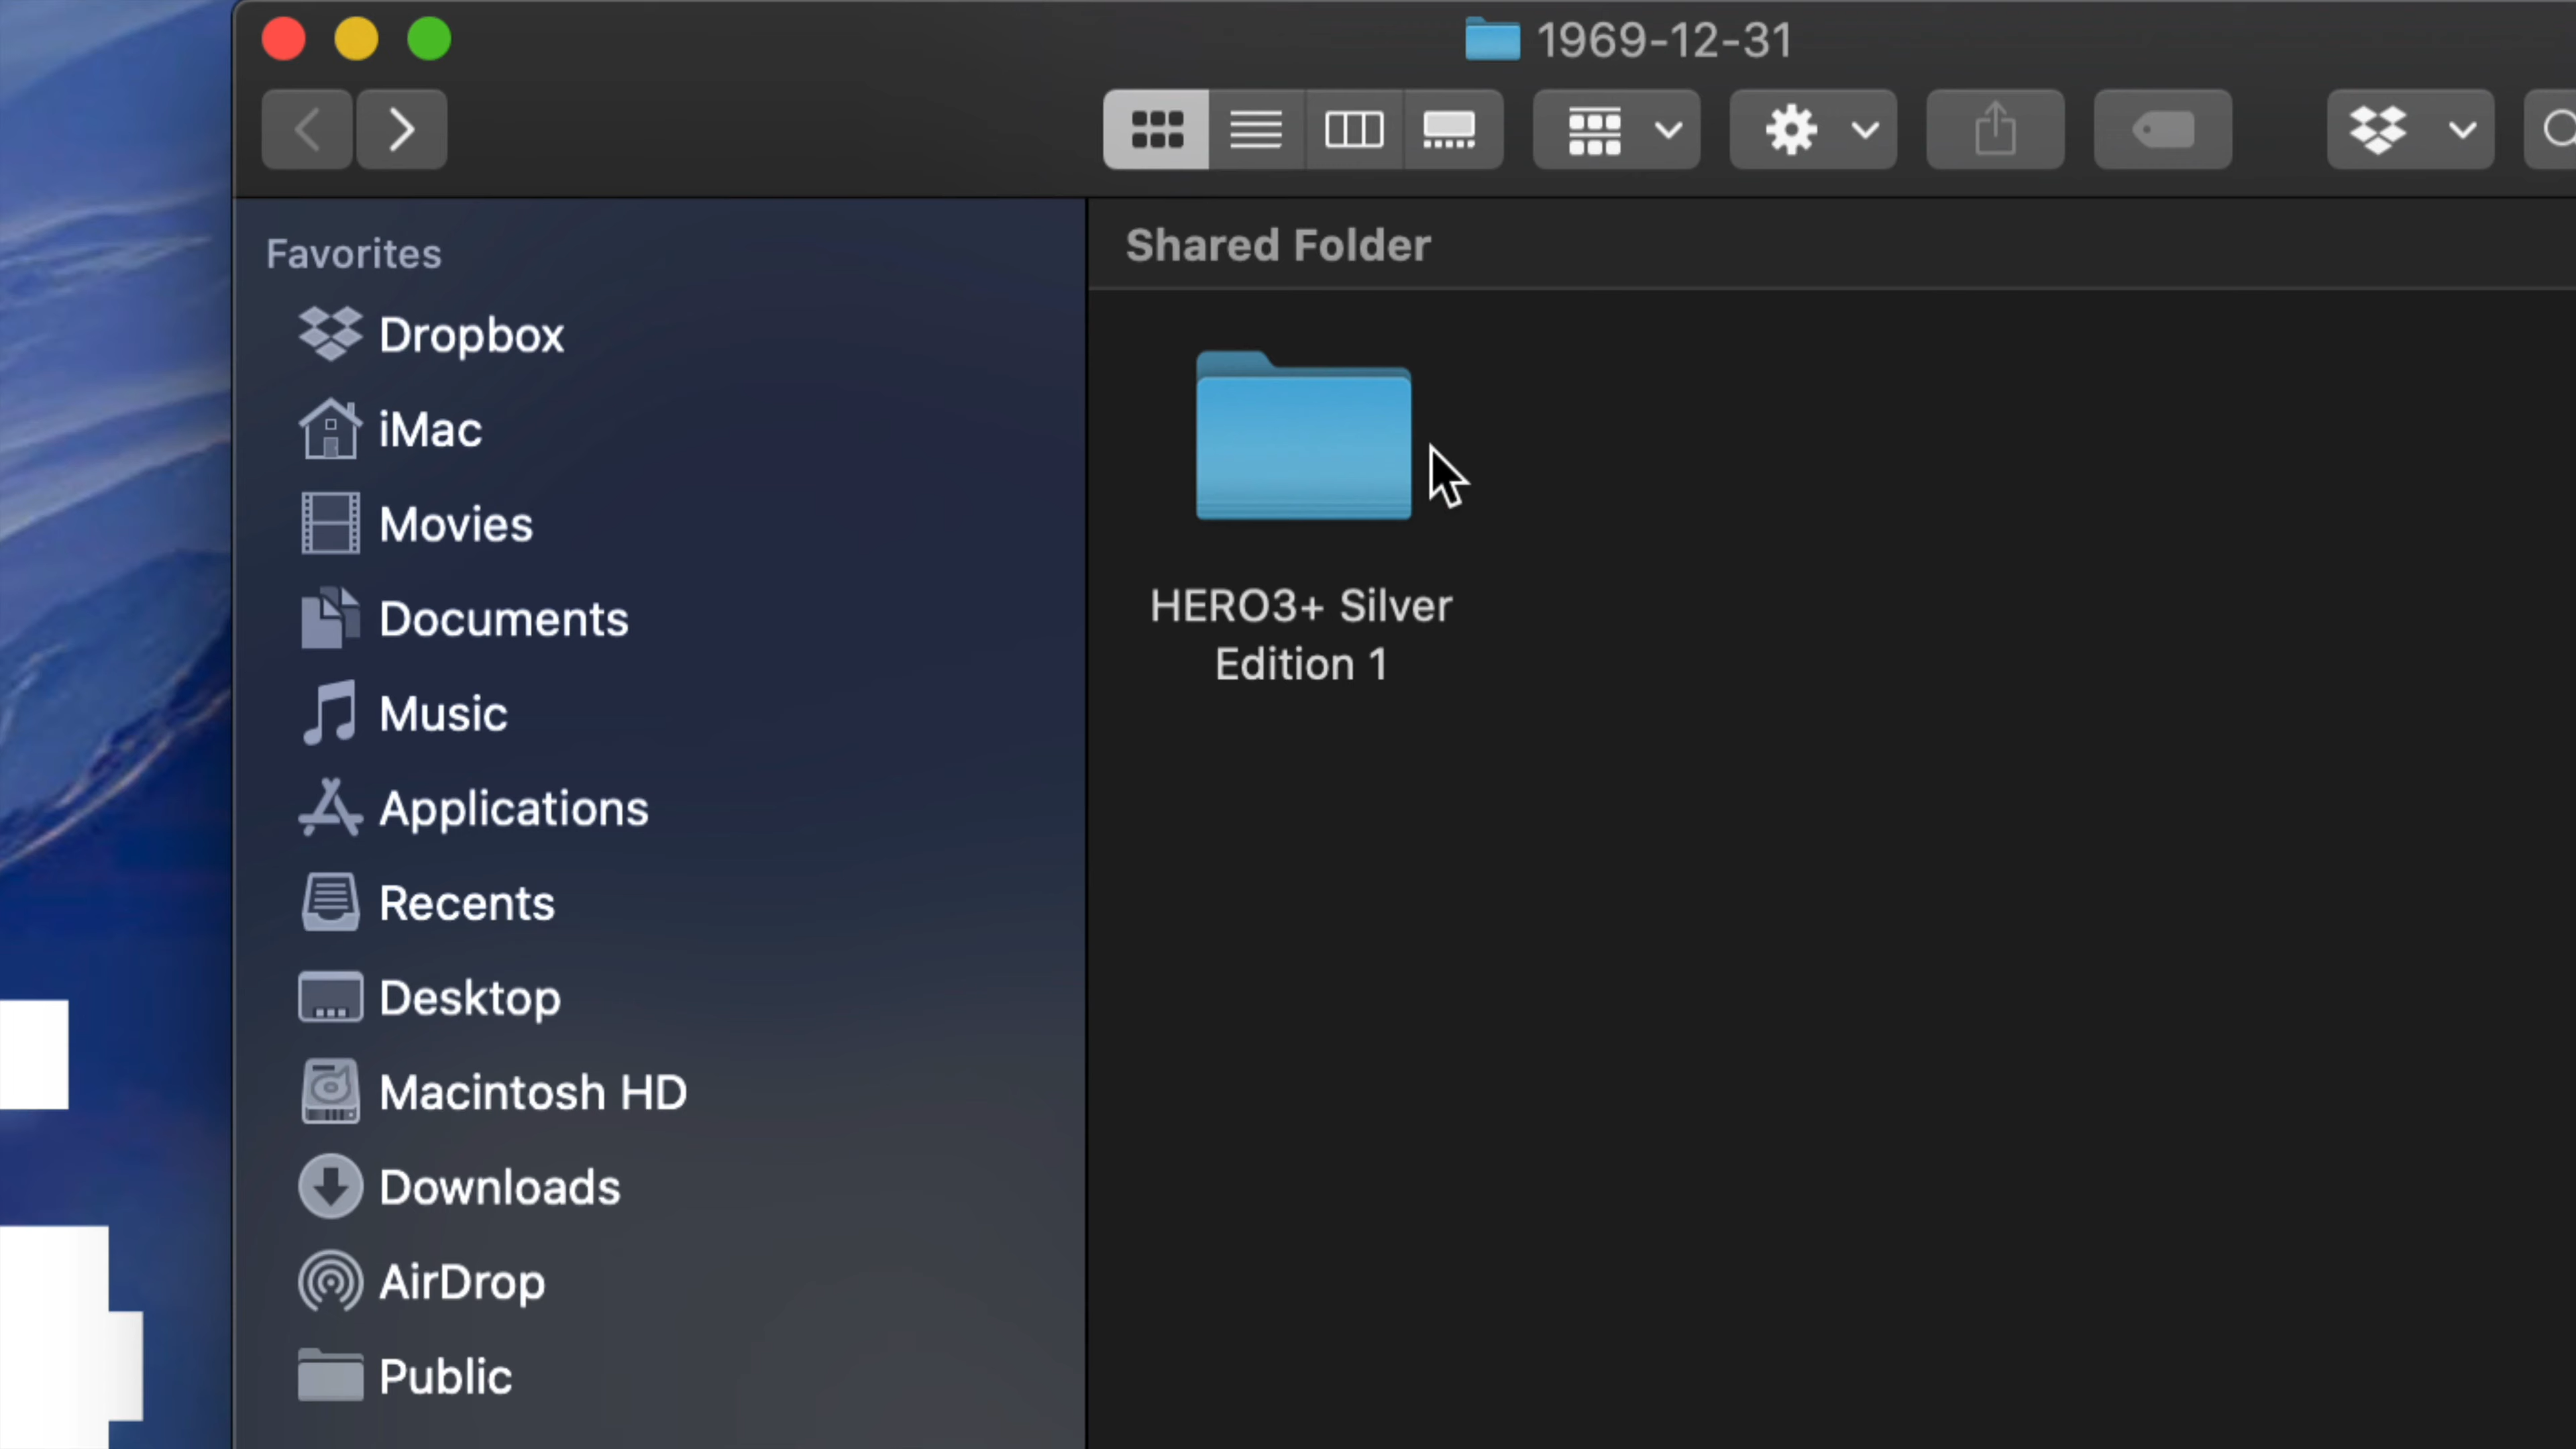 1969-12-31
Favorites
Dropbox
iMac
Movies
Documents
Music
Applications
Recents
Desktop
Macintosh HD
Downloads
AirDrop
Public
Shared Folder
HERO3+ Silver
Edition 1